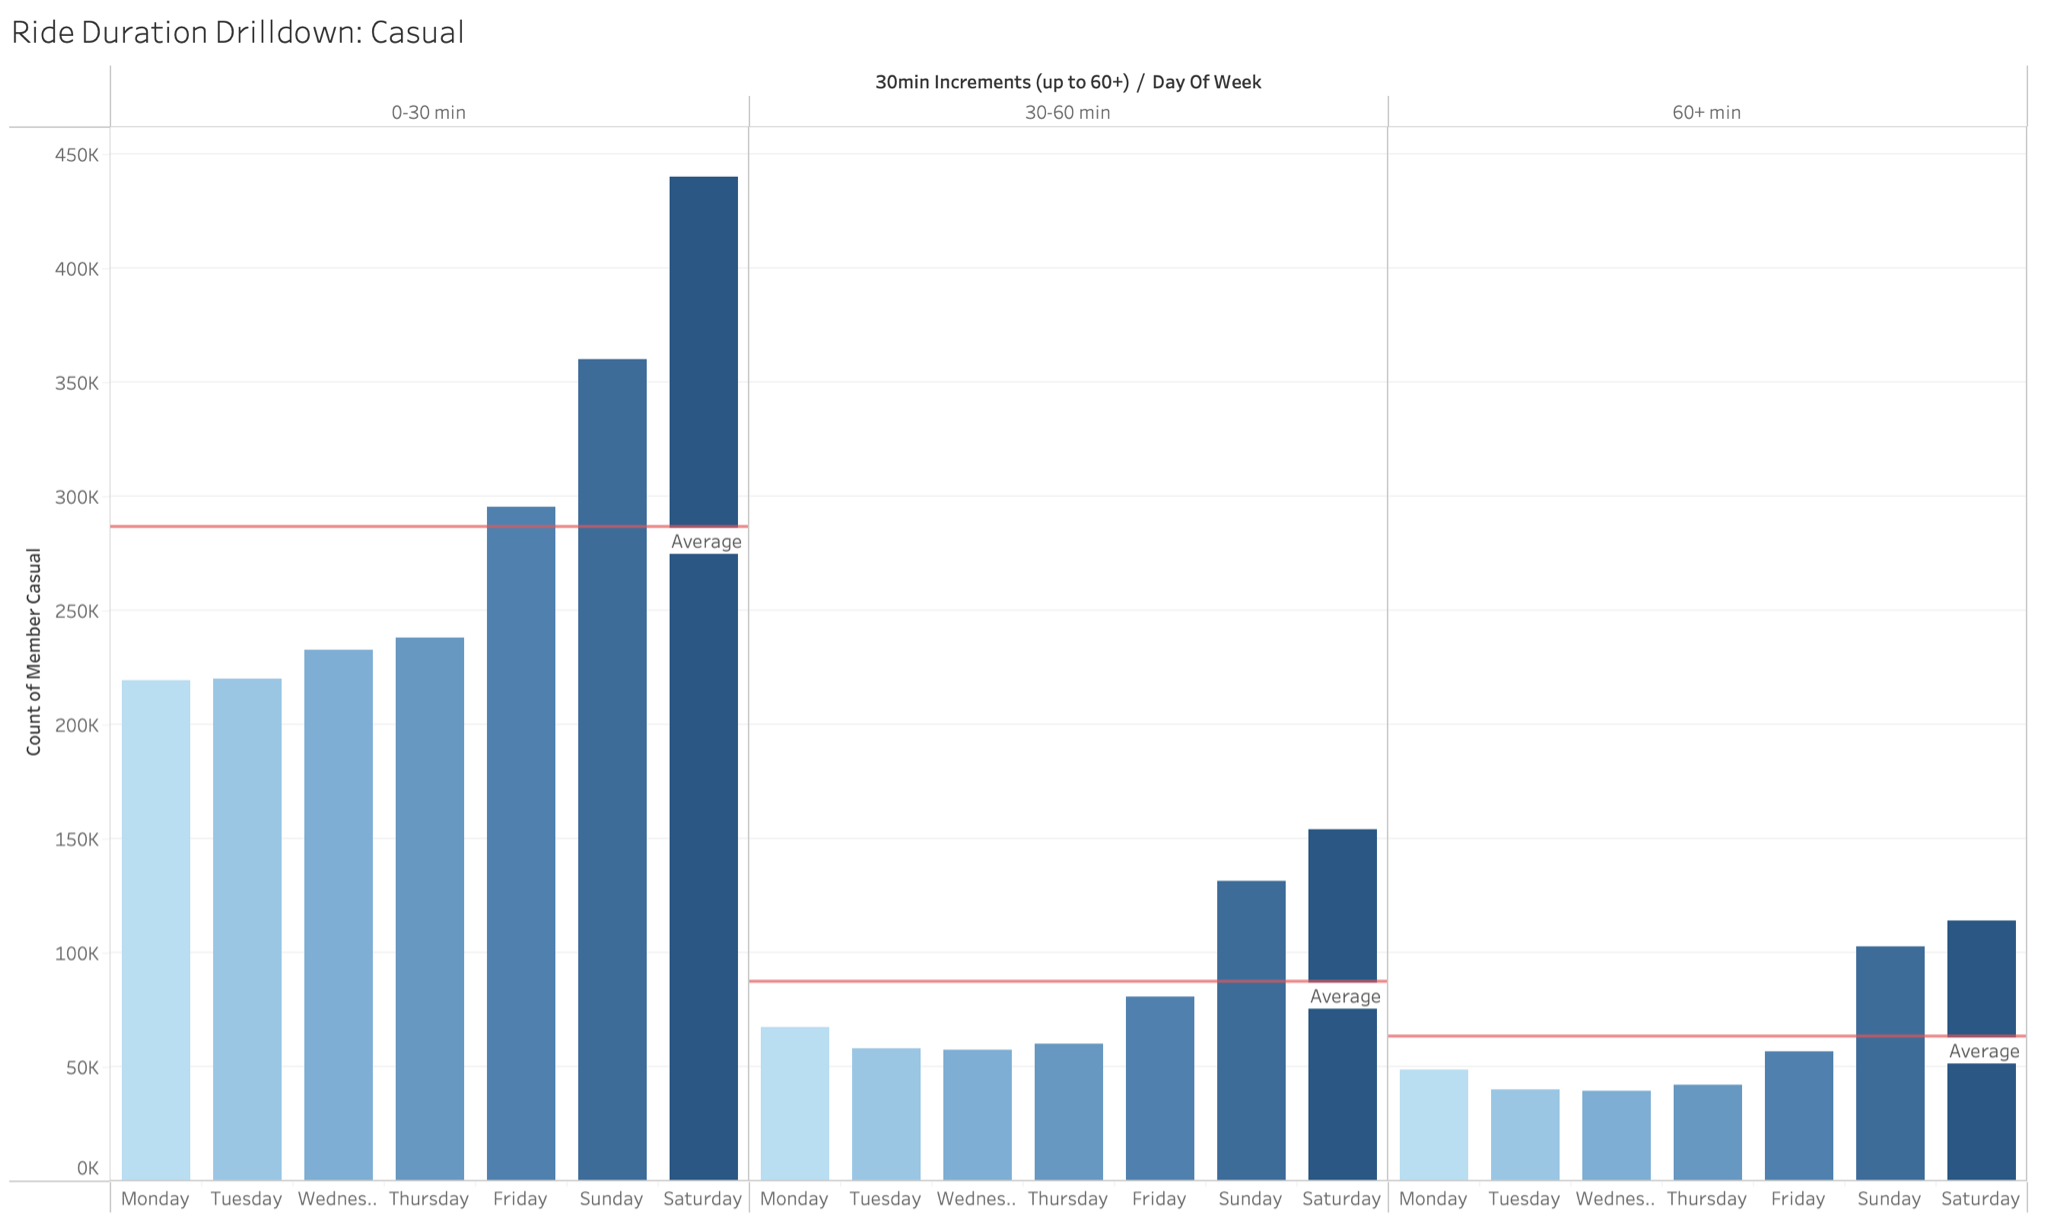 Ride Duration Drilldown: Casual
30min Increments (up to 60+) / Day Of Week
0-30 min 30-60 min 60+ min
Count of Member Casual
450K
400K
350K
300K
250K
200K
150K
100K
50K
0K
Average
Average
Average
Monday Tuesday Wednes.. Thursday Friday Sunday Saturday Monday Tuesday Wednes.. Thursday Friday Sunday Saturday Monday Tuesday Wednes.. Thursday Friday Sunday Saturday